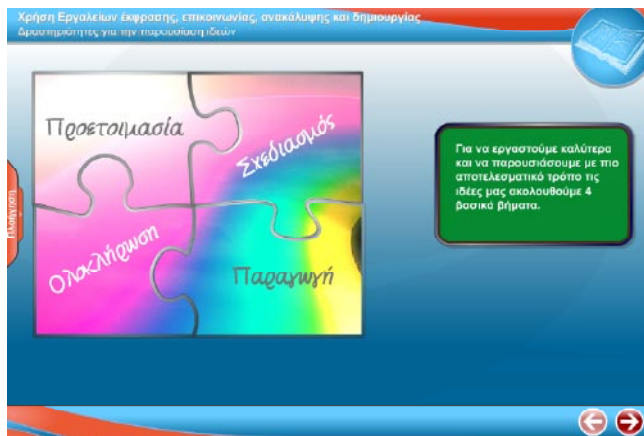 Χρήση Εργαλείων έκφρασης, επικοινωνίας, ανακάλυψης και δημιουργίας
Δραστηριότητες για την παρουσίαση ιδεών
Προετοιμασία
Σχεδιασμός
Για να εργαστούμε καλύτερα
και να παρουσιάσουμε με πιο
αποτελεσματικό τρόπο τις
ιδέες μας ακολουθούμε 4
βασικά βήματα.
Πλοήγηση
Ολοκλήρωση
Παραγωγή